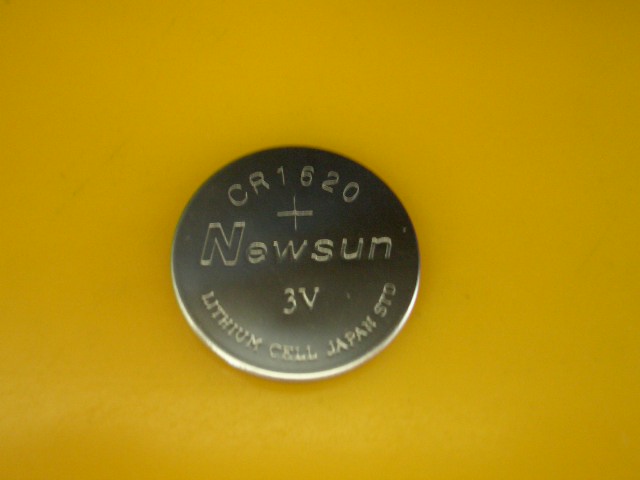 CR1620
+
Newsun
3V
LITHIUM CELL JAPAN STD